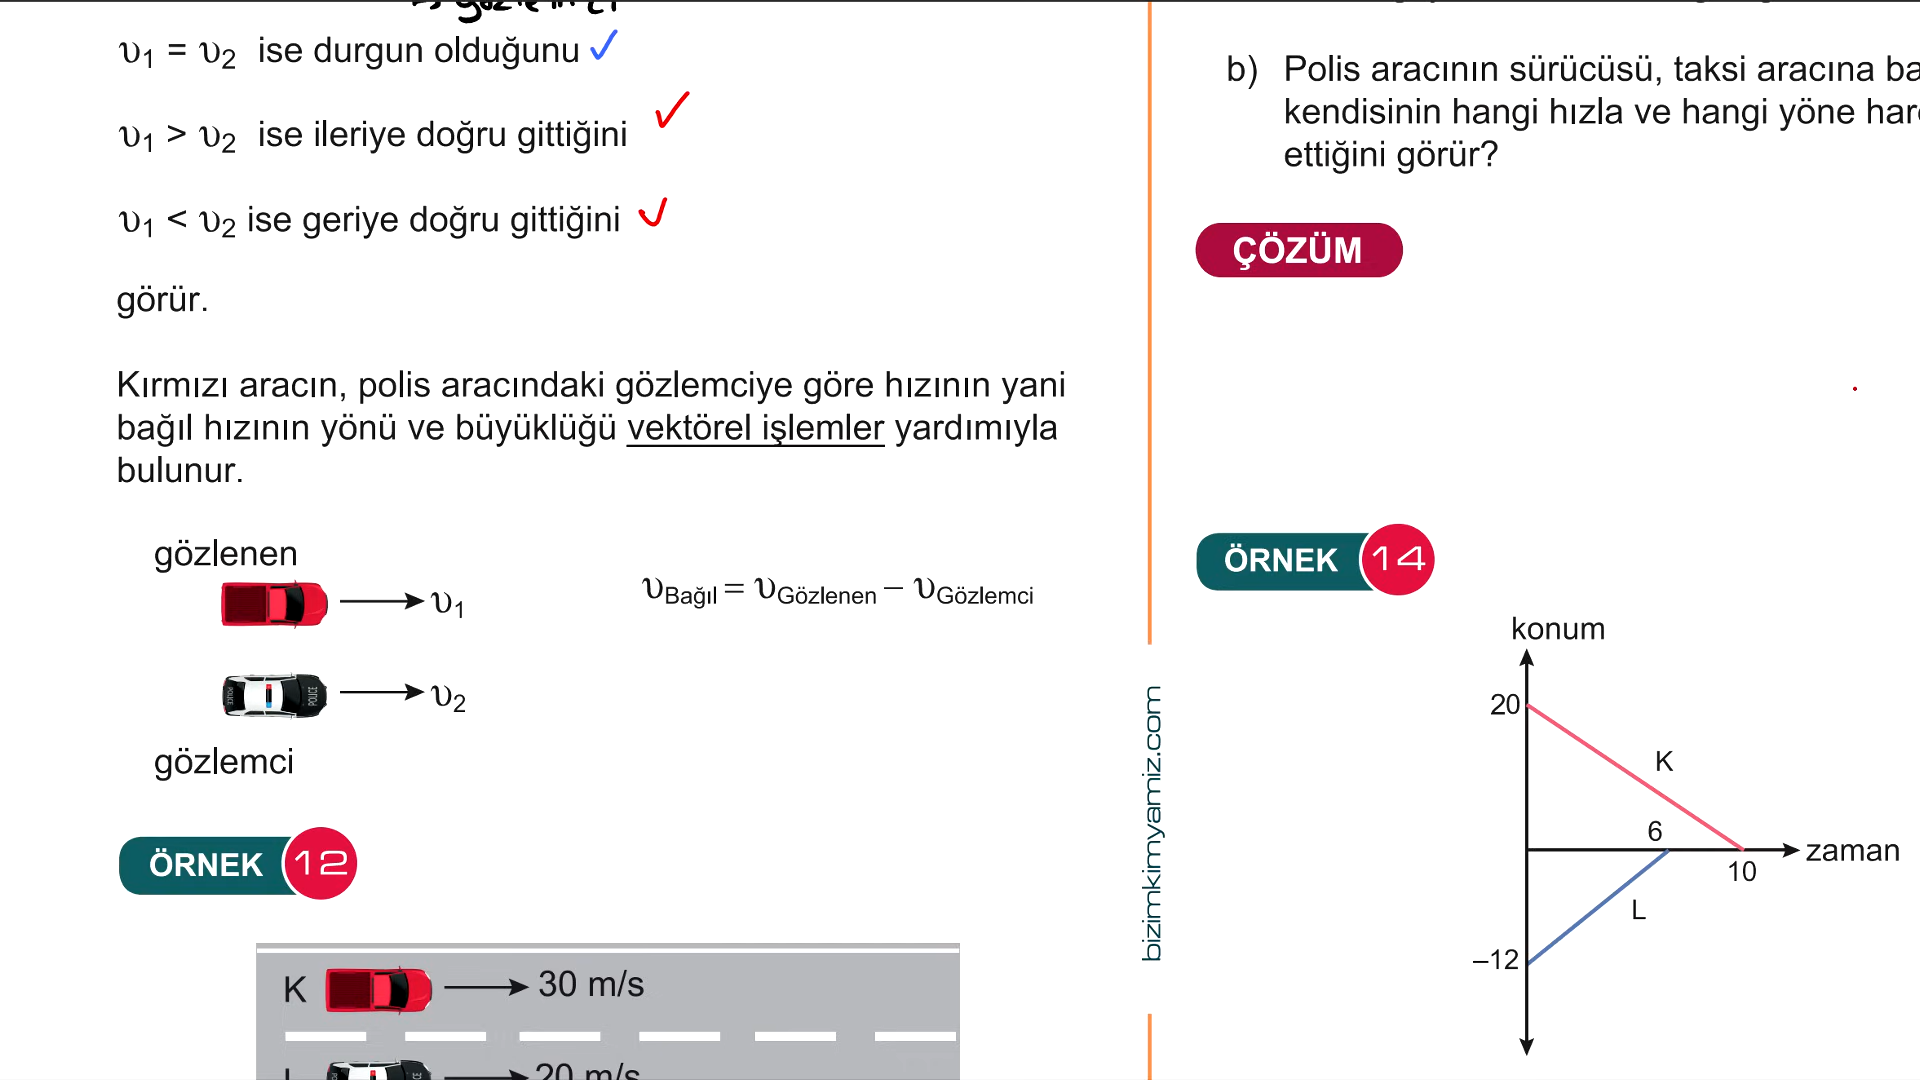 gözlemci
υ1 = υ2 ise durgun olduğunu
υ1 > υ2 ise ileriye doğru gittiğini
υ1 < υ2 ise geriye doğru gittiğini
görür.
Kırmızı aracın, polis aracındaki gözlemciye göre hızının yani
bağıl hızının yönü ve büyüklüğü vektörel işlemler yardımıyla
bulunur.
gözlenen
υ1
υBağıl = υGözlenen – υGözlemci
POLICE
POLICE
υ2
gözlemci
ÖRNEK 12
K 30 m/s
20 m/s
bizimkimyamiz.com
b) Polis aracının sürücüsü, taksi aracına
kendisinin hangi hızla ve hangi yöne
ettiğini görür?
ÇÖZÜM
ÖRNEK 14
konum
20
K
6
zaman
10
L
–12